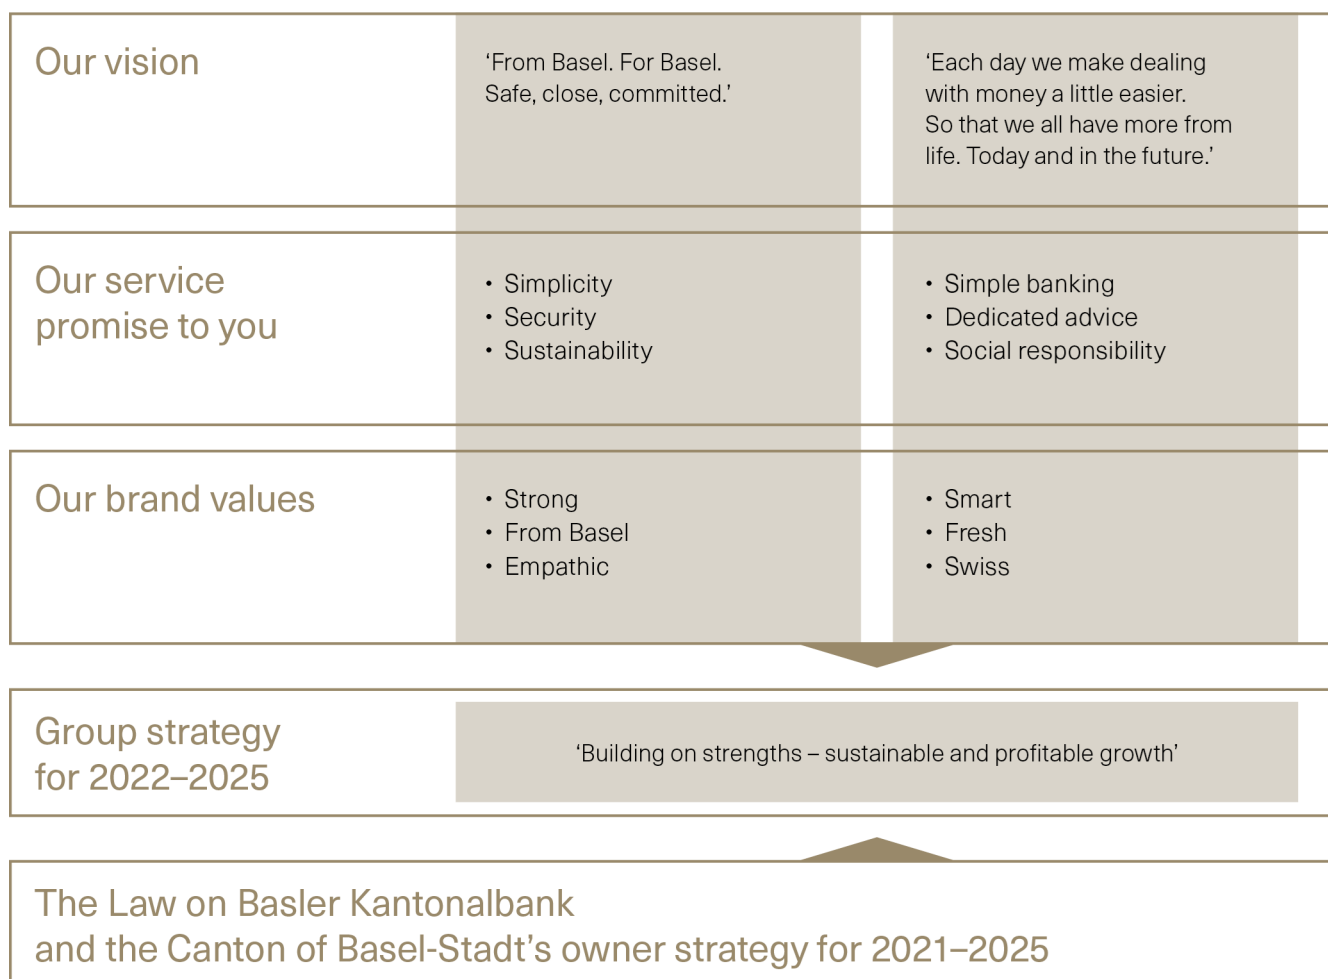 Our vision
‘From Basel. For Basel.
Safe, close, committed.’
‘Each day we make dealing
with money a little easier.
So that we all have more from
life. Today and in the future.’
Our service
promise to you
• Simplicity
• Security
• Sustainability
• Simple banking
• Dedicated advice
• Social responsibility
Our brand values
• Strong
• From Basel
• Empathic
• Smart
• Fresh
• Swiss
Group strategy
for 2022–2025
‘Building on strengths – sustainable and profitable growth’
The Law on Basler Kantonalbank
and the Canton of Basel-Stadt’s owner strategy for 2021–2025